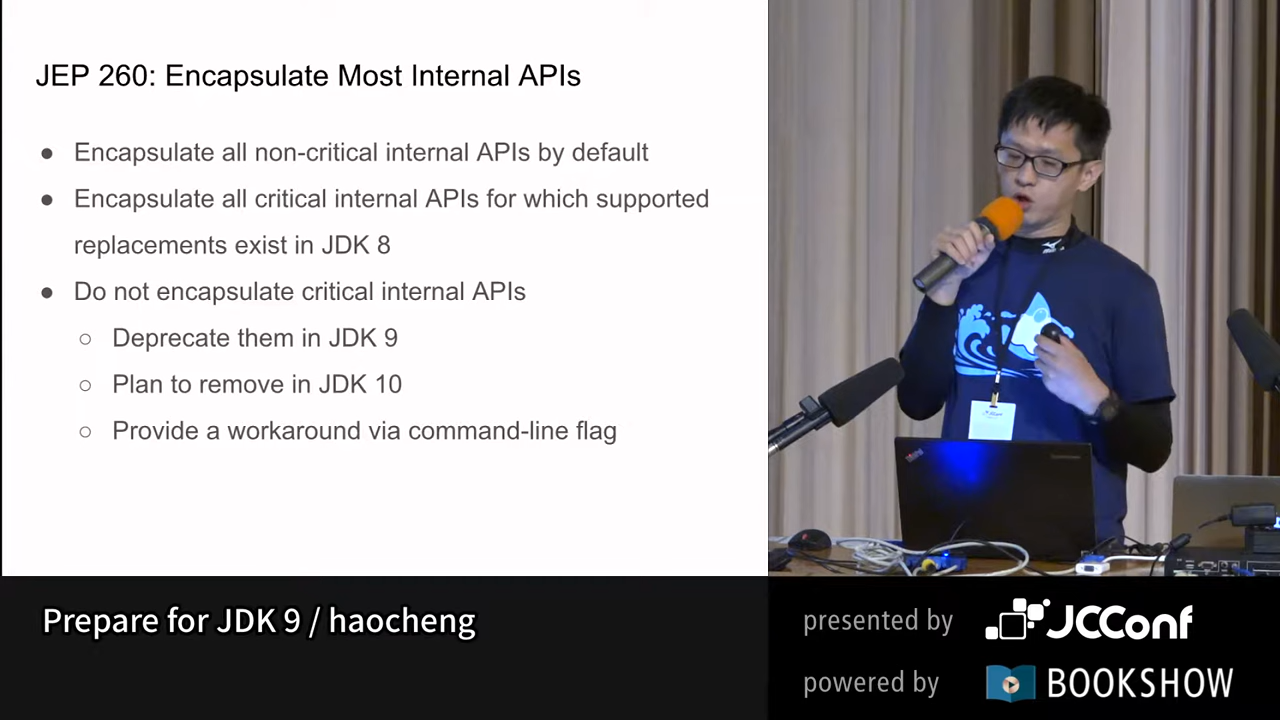 JEP 260: Encapsulate Most Internal APIs
● Encapsulate all non-critical internal APIs by default
● Encapsulate all critical internal APIs for which supported
replacements exist in JDK 8
● Do not encapsulate critical internal APIs
○ Deprecate them in JDK 9
○ Plan to remove in JDK 10
○ Provide a workaround via command-line flag
Prepare for JDK 9 / haocheng
presented by JCConf
powered by BOOKSHOW